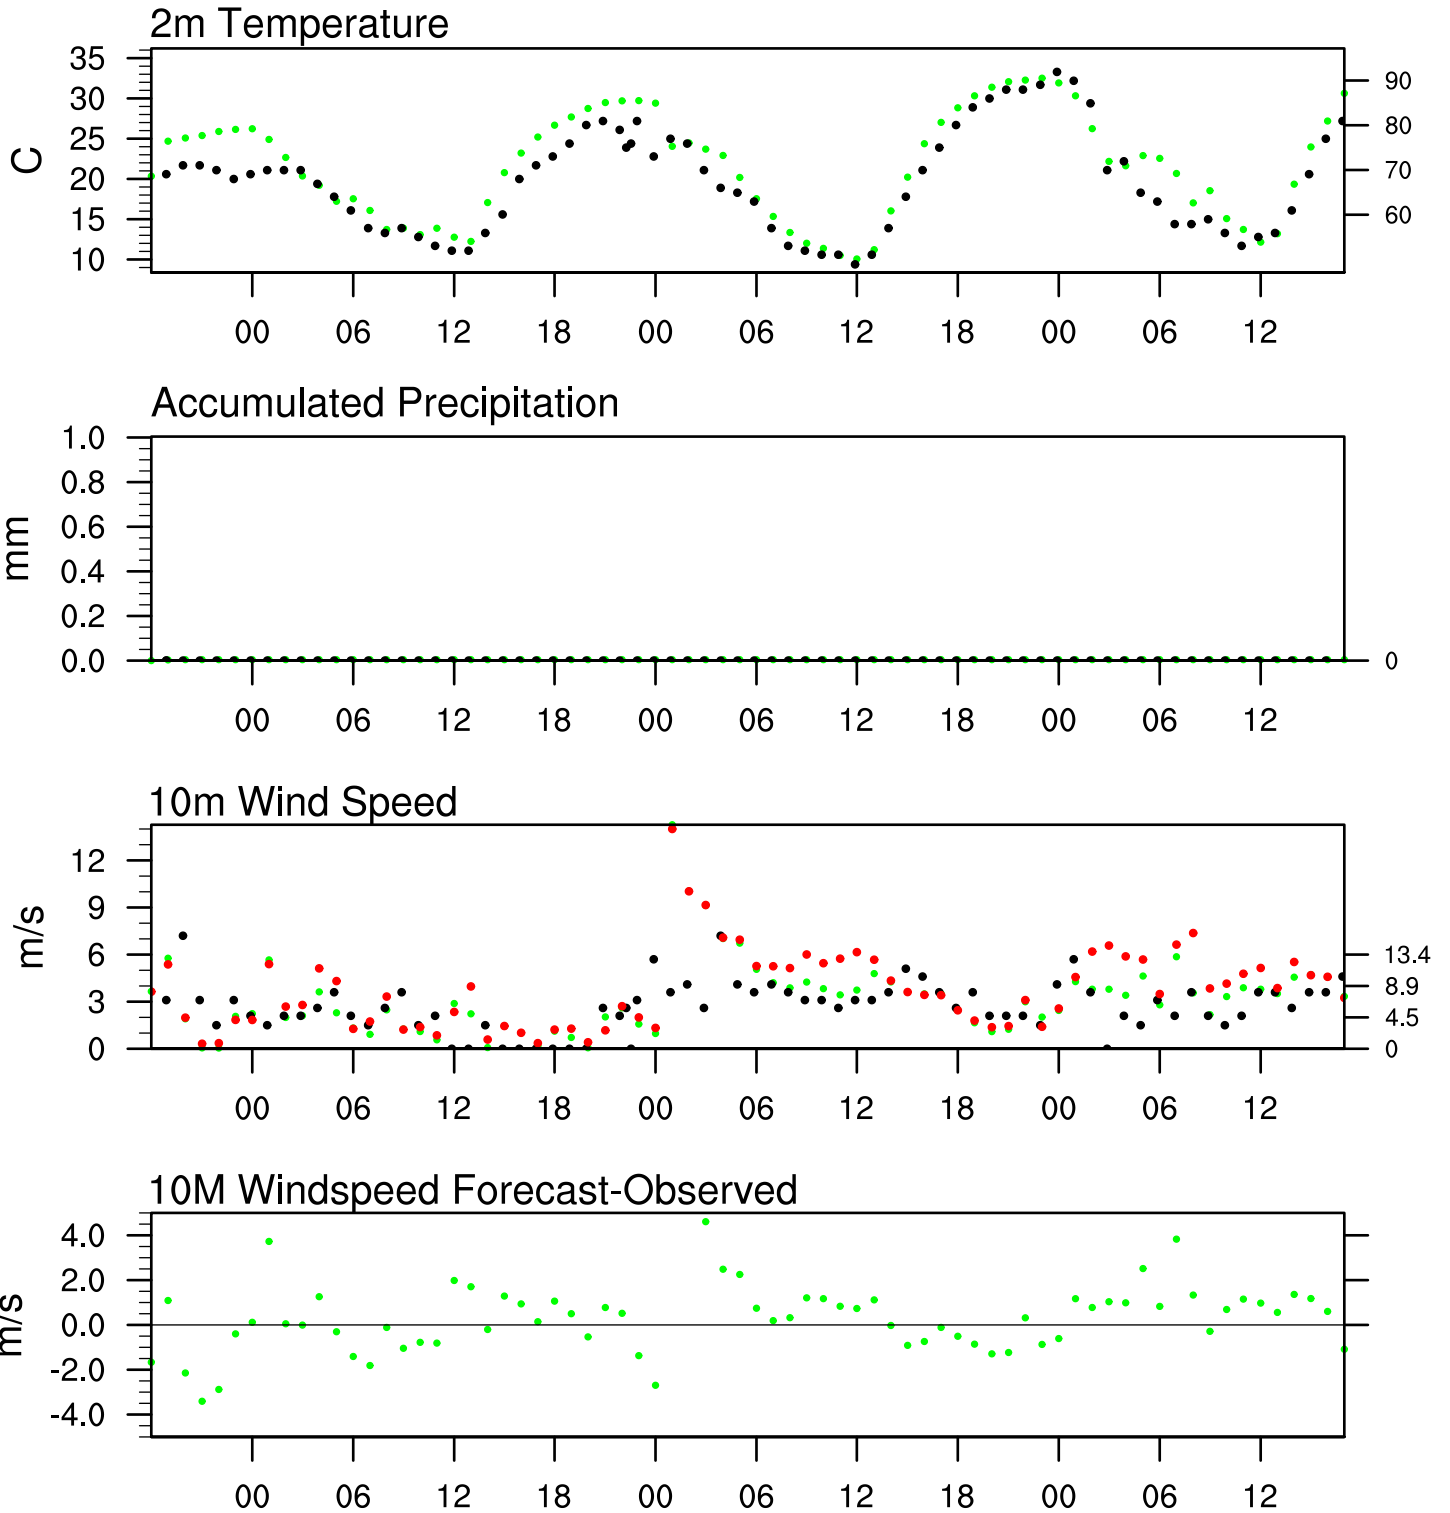 2m Temperature
35
30
25
20
15
10
C
90
80
70
60
00 06 12 18 00 06 12 18 00 06 12
Accumulated Precipitation
1.0
0.8
0.6
0.4
0.2
0.0
mm
0
00 06 12 18 00 06 12 18 00 06 12
10m Wind Speed
12
9
6
3
0
m/s
13.4
8.9
4.5
0
00 06 12 18 00 06 12 18 00 06 12
10M Windspeed Forecast-Observed
4.0
2.0
0.0
-2.0
-4.0
m/s
00 06 12 18 00 06 12 18 00 06 12